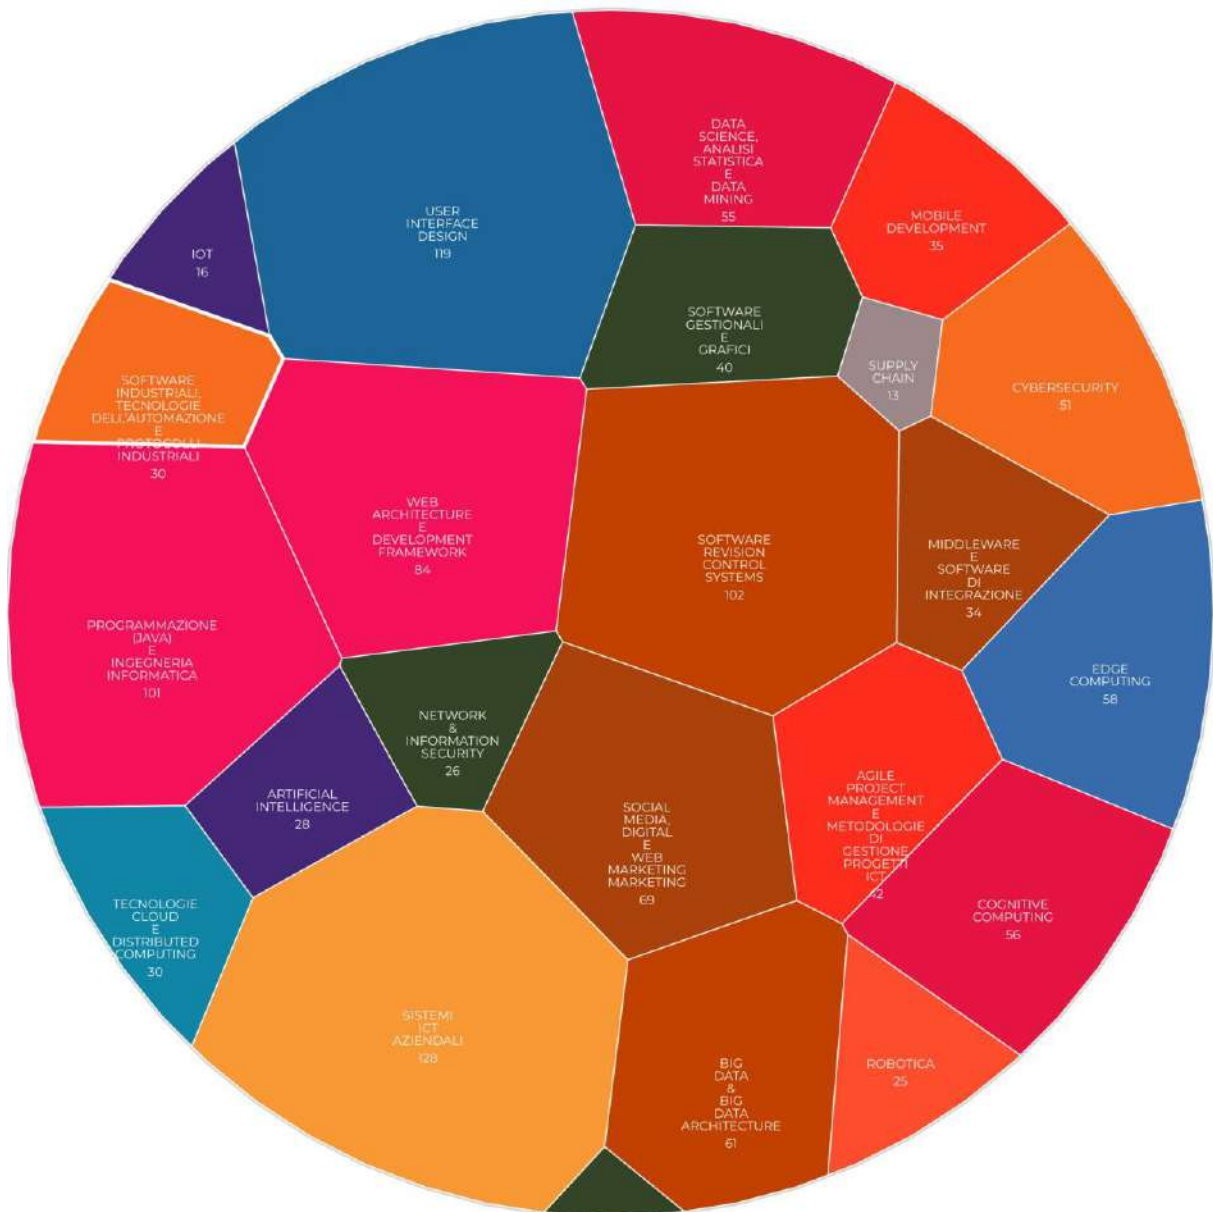 DATA
SCIENCE,
ANALISI
STATISTICA
E
DATA
MINING
55
USER
INTERFACE
DESIGN
119
MOBILE
DEVELOPMENT
35
IOT
16
SOFTWARE
GESTIONALI
E
GRAFICI
40
SUPPLY
CHAIN
13
CYBERSECURITY
51
SOFTWARE
INDUSTRIALI,
TECNOLOGIE
DELL'AUTOMAZIONE
E
PROTOCOLLI
INDUSTRIALI
30
WEB
ARCHITECTURE
E
DEVELOPMENT
FRAMEWORK
84
SOFTWARE
REVISION
CONTROL
SYSTEMS
102
MIDDLEWARE
E
SOFTWARE
DI
INTEGRAZIONE
34
PROGRAMMAZIONE
(JAVA)
E
INGEGNERIA
INFORMATICA
101
EDGE
COMPUTING
58
NETWORK
&
INFORMATION
SECURITY
26
ARTIFICIAL
INTELLIGENCE
28
SOCIAL
MEDIA,
DIGITAL
E
WEB
MARKETING
MARKETING
69
AGILE
PROJECT
MANAGEMENT
E
METODOLOGIE
DI
GESTIONE
PROGETTI
ICT
42
TECNOLOGIE
CLOUD
E
DISTRIBUTED
COMPUTING
30
COGNITIVE
COMPUTING
56
SISTEMI
ICT
AZIENDALI
128
BIG
DATA
&
BIG
DATA
ARCHITECTURE
61
ROBOTICA
25